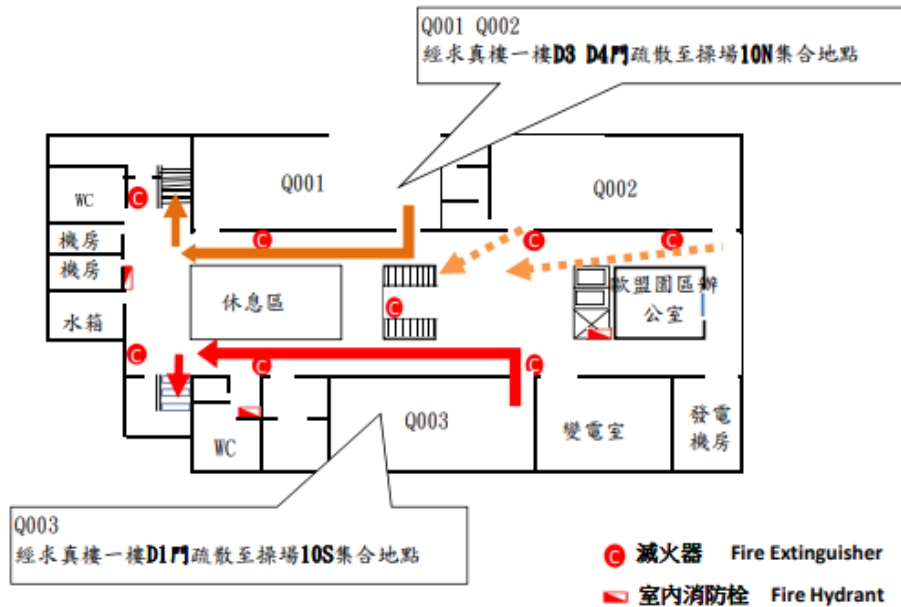 Q001 Q002
經求真樓一樓D3 D4門疏散至操場10N集合地點
Q001
Q002
WC
機房
機房
水箱
休息區
歐盟園區辦
公室
Q003
變電室
發電
機房
WC
Q003
經求真樓一樓D1門疏散至操場10S集合地點
C 滅火器 Fire Extinguisher
室內消防栓 Fire Hydrant